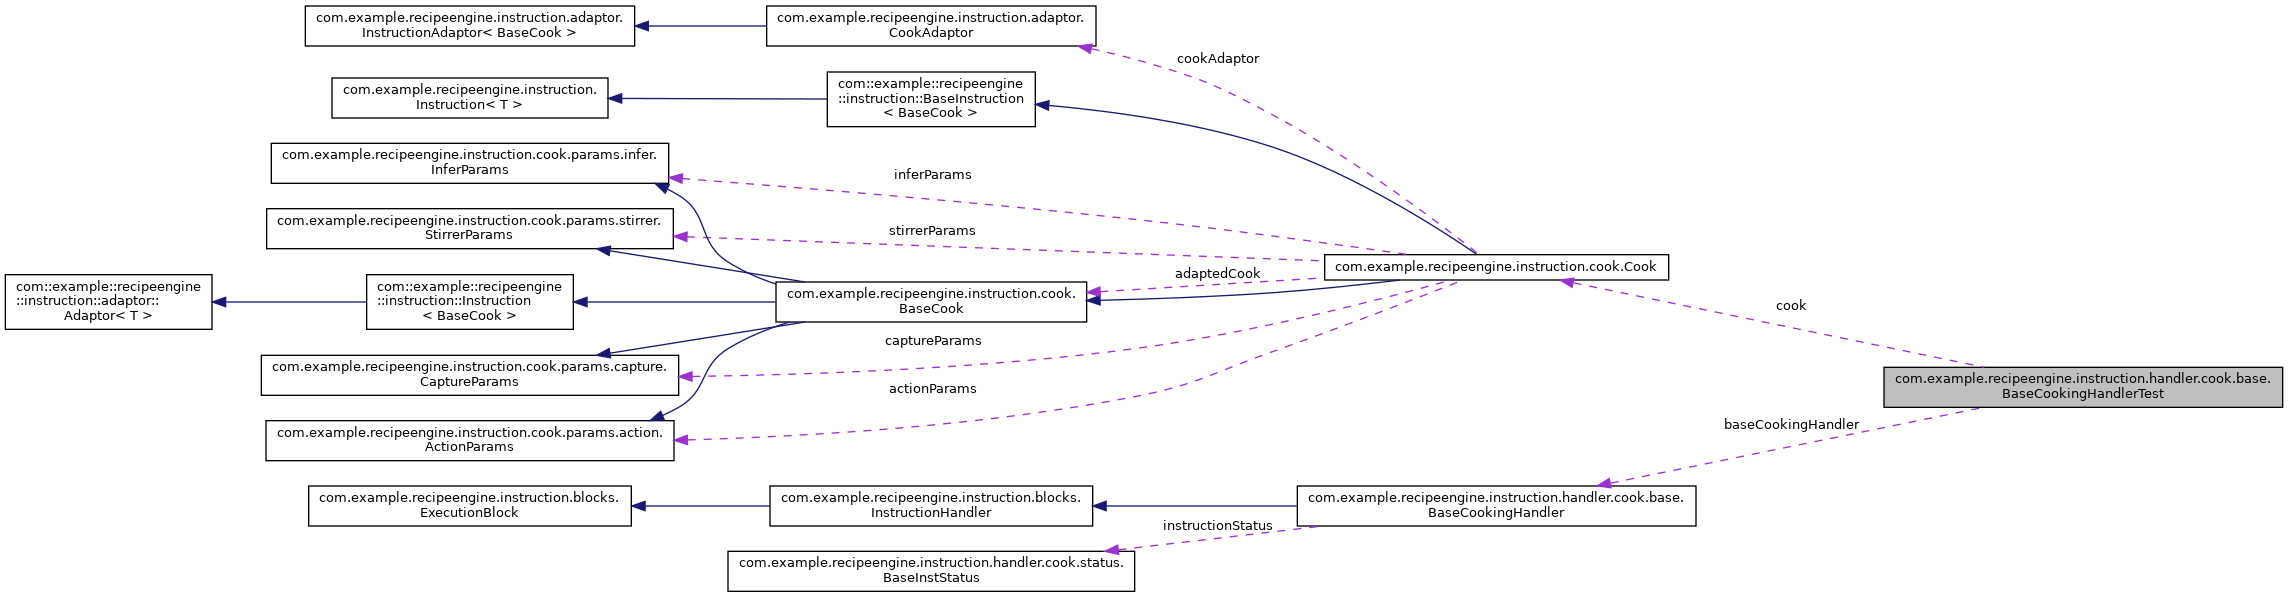 com.example.recipeengine.instruction.adaptor.
InstructionAdaptor< BaseCook >
com.example.recipeengine.instruction.adaptor.
CookAdaptor
cookAdaptor
com.example.recipeengine.instruction.
Instruction< T >
com::example::recipeengine
::instruction::BaseInstruction
< BaseCook >
com.example.recipeengine.instruction.cook.params.infer.
InferParams
inferParams
com.example.recipeengine.instruction.cook.params.stirrer.
StirrerParams
stirrerParams
com::example::recipeengine
::instruction::adaptor::
Adaptor< T >
com::example::recipeengine
::instruction::Instruction
< BaseCook >
com.example.recipeengine.instruction.cook.
BaseCook
adaptedCook
com.example.recipeengine.instruction.cook.Cook
cook
com.example.recipeengine.instruction.cook.params.capture.
CaptureParams
captureParams
com.example.recipeengine.instruction.handler.cook.base.
BaseCookingHandlerTest
actionParams
com.example.recipeengine.instruction.cook.params.action.
ActionParams
baseCookingHandler
com.example.recipeengine.instruction.blocks.
ExecutionBlock
com.example.recipeengine.instruction.blocks.
InstructionHandler
com.example.recipeengine.instruction.handler.cook.base.
BaseCookingHandler
instructionStatus
com.example.recipeengine.instruction.handler.cook.status.
BaseInstStatus